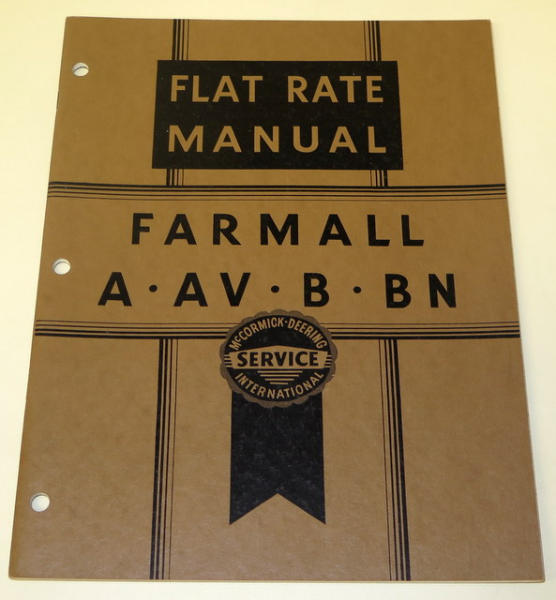 FLAT RATE
MANUAL
FARMALL
A · AV · B · BN
McCORMICK-DEERING
SERVICE
INTERNATIONAL